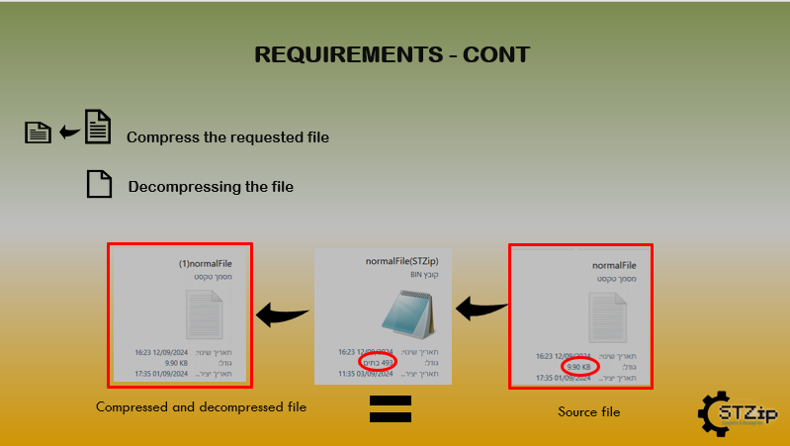 REQUIREMENTS - CONT
Compress the requested file
Decompressing the file
(1)normalFile
מסמך טקסט
תאריך שינוי: 12/09/2024 16:23
גודל: 9.90 KB
תאריך יציר... 01/09/2024 17:35
normalFile(STZip)
קובץ BIN
תאריך שינוי: 12/09/2024 16:23
גודל: 493 בתים
תאריך יציר... 03/09/2024 11:35
normalFile
מסמך טקסט
תאריך שינוי: 12/09/2024 16:23
גודל: 9.90 KB
תאריך יציר... 01/09/2024 17:35
Compressed and decompressed file
Source file
STZip